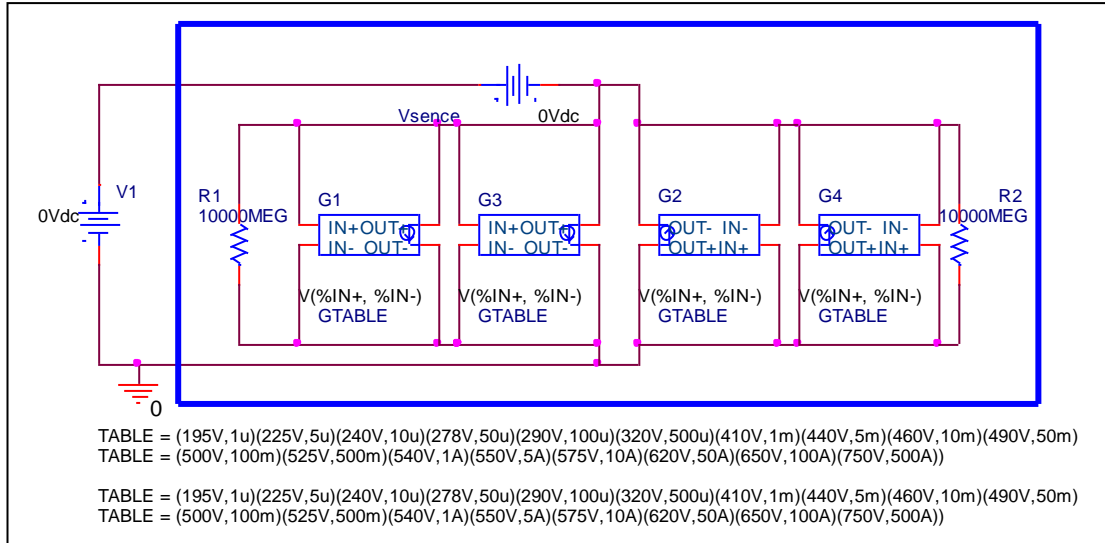 Vsence 0Vdc
V1
0Vdc
R1
10000MEG
G1
G3
G2
G4
R2
10000MEG
IN+OUT+
IN- OUT-
IN+OUT+
IN- OUT-
OUT- IN-
OUT+IN+
OUT- IN-
OUT+IN+
V(%IN+, %IN-)
GTABLE
V(%IN+, %IN-)
GTABLE
V(%IN+, %IN-)
GTABLE
V(%IN+, %IN-)
GTABLE
0
TABLE = (195V,1u)(225V,5u)(240V,10u)(278V,50u)(290V,100u)(320V,500u)(410V,1m)(440V,5m)(460V,10m)(490V,50m)
TABLE = (500V,100m)(525V,500m)(540V,1A)(550V,5A)(575V,10A)(620V,50A)(650V,100A)(750V,500A))
TABLE = (195V,1u)(225V,5u)(240V,10u)(278V,50u)(290V,100u)(320V,500u)(410V,1m)(440V,5m)(460V,10m)(490V,50m)
TABLE = (500V,100m)(525V,500m)(540V,1A)(550V,5A)(575V,10A)(620V,50A)(650V,100A)(750V,500A))